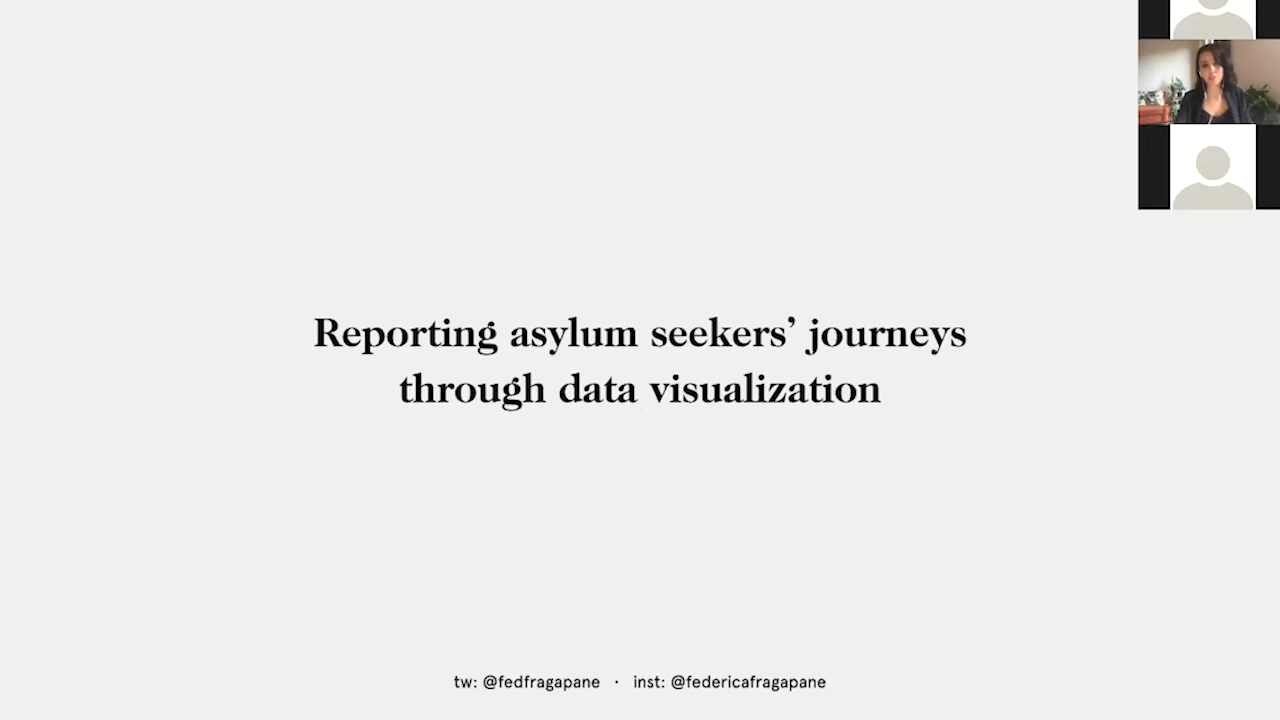 Reporting asylum seekers’ journeys
through data visualization
tw: @fedfragapane · inst: @federicafragapane